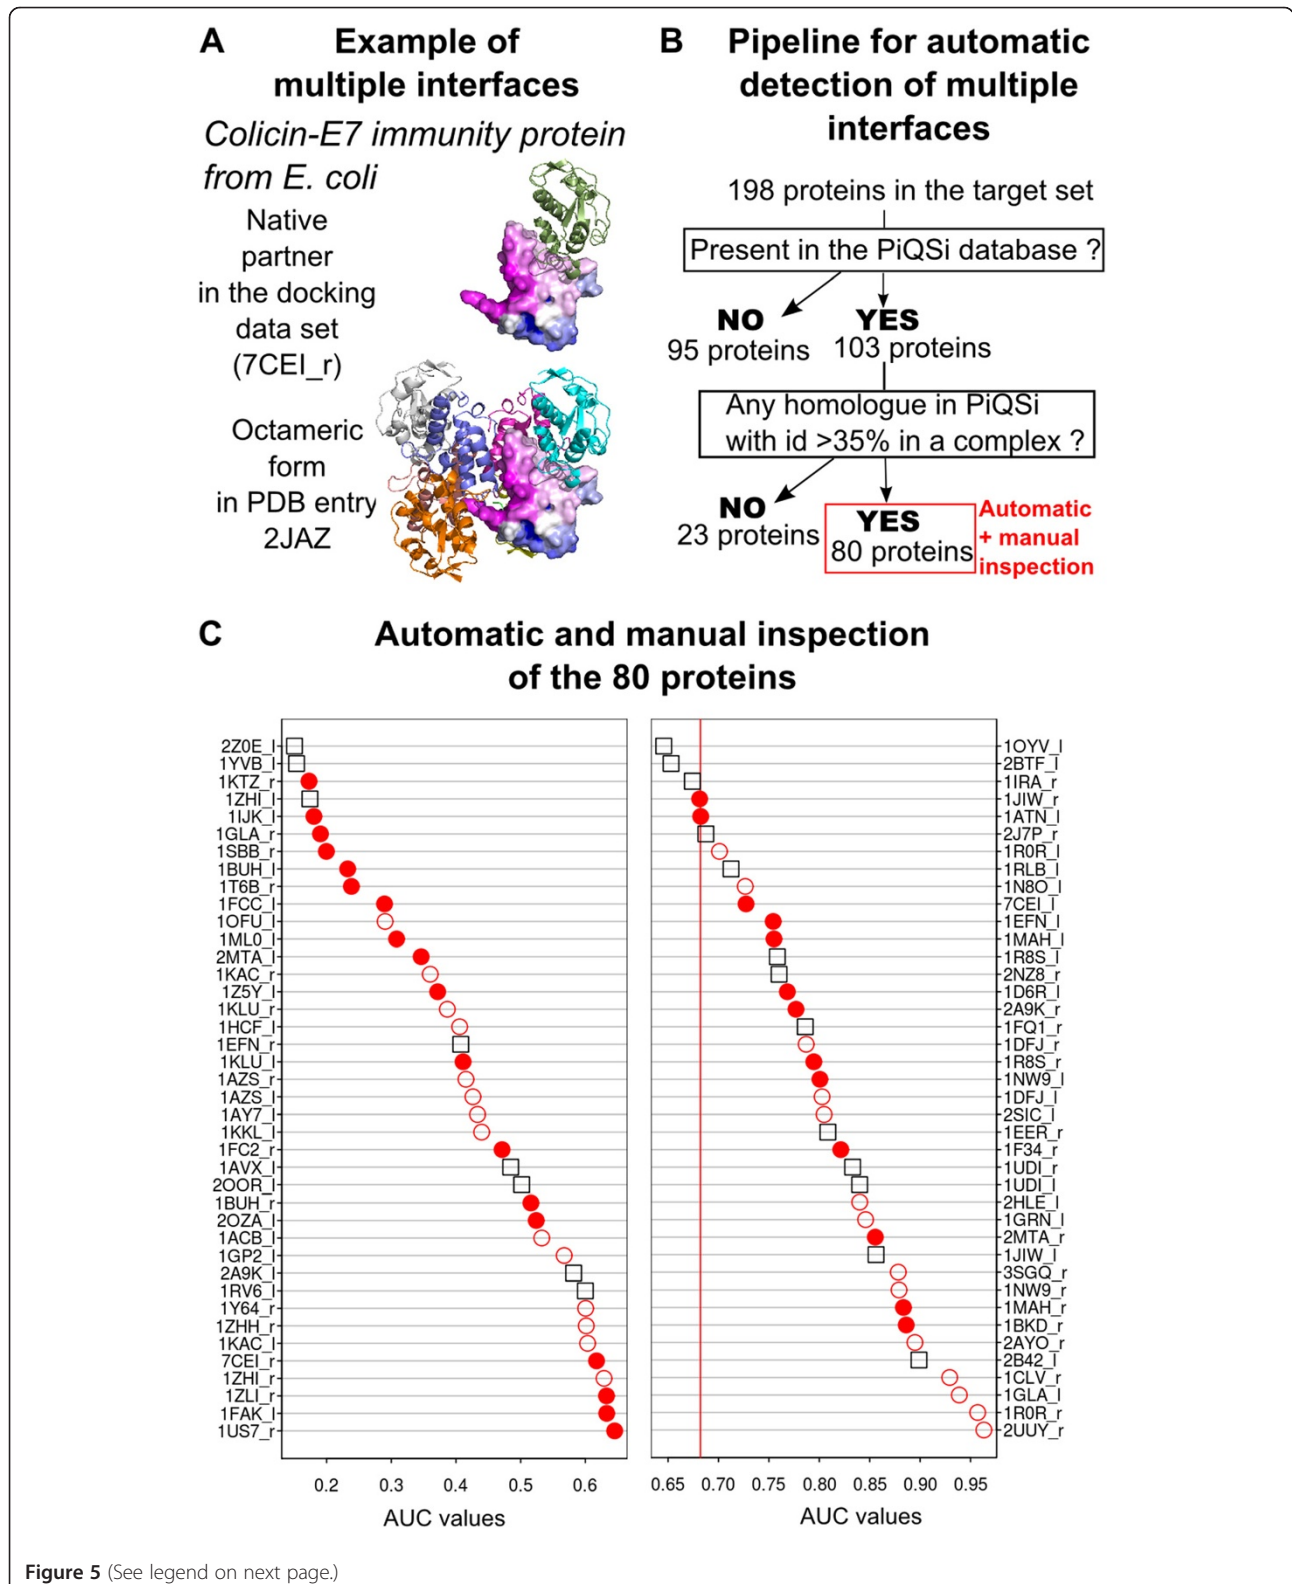 A
Example of
multiple interfaces
Colicin-E7 immunity protein
from E. coli
Native
partner
in the docking
data set
(7CEI_r)
Octameric
form
in PDB entry
2JAZ
B
Pipeline for automatic
detection of multiple
interfaces
198 proteins in the target set
Present in the PiQSi database ?
NO
95 proteins
YES
103 proteins
Any homologue in PiQSi
with id >35% in a complex ?
NO
23 proteins
YES
80 proteins
Automatic
+ manual
inspection
C
Automatic and manual inspection
of the 80 proteins
2Z0E_l
1YVB_l
1KTZ_r
1ZHI_l
1IJK_l
1GLA_r
1SBB_r
1BUH_l
1T6B_r
1FCC_l
1OFU_l
1ML0_l
2MTA_l
1KAC_r
1Z5Y_l
1KLU_r
1HCF_l
1EFN_r
1KLU_l
1AZS_r
1AZS_l
1AY7_l
1KKL_l
1FC2_r
1AVX_l
2OOR_l
1BUH_r
2OZA_l
1ACB_l
1GP2_l
2A9K_l
1RV6_l
1Y64_r
1ZHH_r
1KAC_l
7CEI_r
1ZHI_r
1ZLI_r
1FAK_l
1US7_r
0.2 0.3 0.4 0.5 0.6
AUC values
1OYV_l
2BTF_l
1IRA_r
1JIW_r
1ATN_l
2J7P_r
1R0R_l
1RLB_l
1N8O_l
7CEI_l
1EFN_l
1MAH_l
1R8S_l
2NZ8_r
1D6R_l
2A9K_r
1FQ1_r
1DFJ_r
1R8S_r
1NW9_l
1DFJ_l
2SIC_l
1EER_r
1F34_r
1UDI_r
1UDI_l
2HLE_l
1GRN_l
2MTA_r
1JIW_l
3SGQ_r
1NW9_r
1MAH_r
1BKD_r
2AYO_r
2B42_l
1CLV_r
1GLA_l
1R0R_r
2UUY_r
0.65 0.70 0.75 0.80 0.85 0.90 0.95
AUC values
Figure 5 (See legend on next page.)